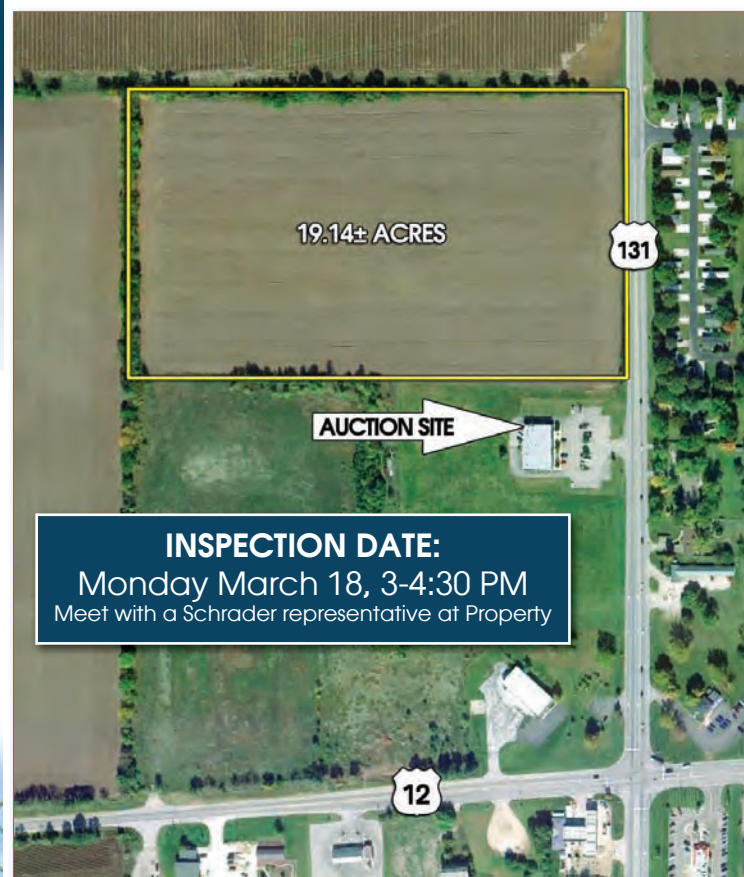 19.14± ACRES
131
AUCTION SITE
INSPECTION DATE:
Monday March 18, 3-4:30 PM
Meet with a Schrader representative at Property
12